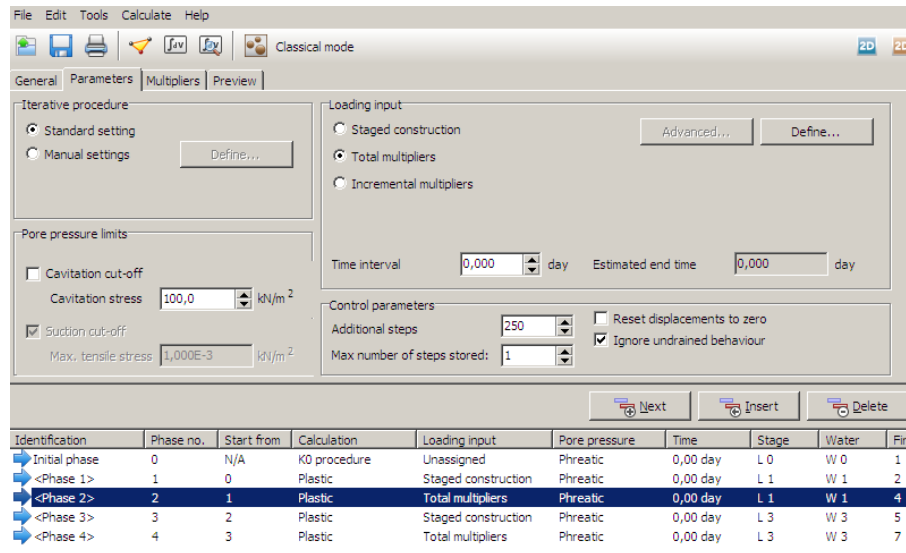 File Edit Tools Calculate Help
Classical mode
2D 2D
General Parameters Multipliers Preview
Iterative procedure
Standard setting
Manual settings Define...
Loading input
Staged construction Advanced... Define...
Total multipliers
Incremental multipliers
Time interval 0,000 day Estimated end time 0,000 day
Pore pressure limits
Cavitation cut-off
Cavitation stress 100,0 kN/m 2
Suction cut-off
Max. tensile stress 1,000E-3 kN/m 2
Control parameters
Additional steps 250 Reset displacements to zero
Max number of steps stored: 1 Ignore undrained behaviour
Next Insert Delete
Identification Phase no. Start from Calculation Loading input Pore pressure Time Stage Water Fir
Initial phase 0 N/A K0 procedure Unassigned Phreatic 0,00 day L 0 W 0 1
<Phase 1> 1 0 Plastic Staged construction Phreatic 0,00 day L 1 W 1 2
<Phase 2> 2 1 Plastic Total multipliers Phreatic 0,00 day L 1 W 1 4
<Phase 3> 3 2 Plastic Staged construction Phreatic 0,00 day L 3 W 3 5
<Phase 4> 4 3 Plastic Total multipliers Phreatic 0,00 day L 3 W 3 7